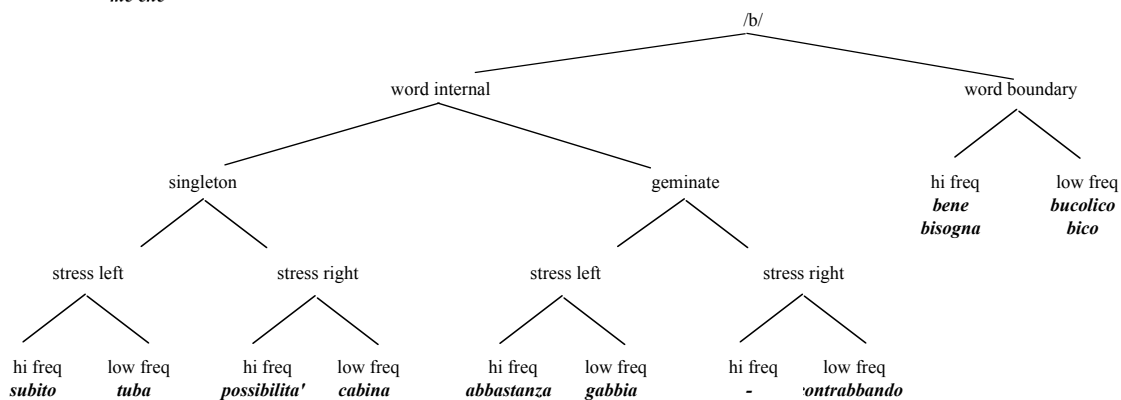 /b/
word internal
word boundary
singleton
geminate
hi freq
bene
bisogna
low freq
bucolico
bico
stress left
stress right
stress left
stress right
hi freq
subito
low freq
tuba
hi freq
possibilita'
low freq
cabina
hi freq
abbastanza
low freq
gabbia
hi freq
-
low freq
ontrabbando